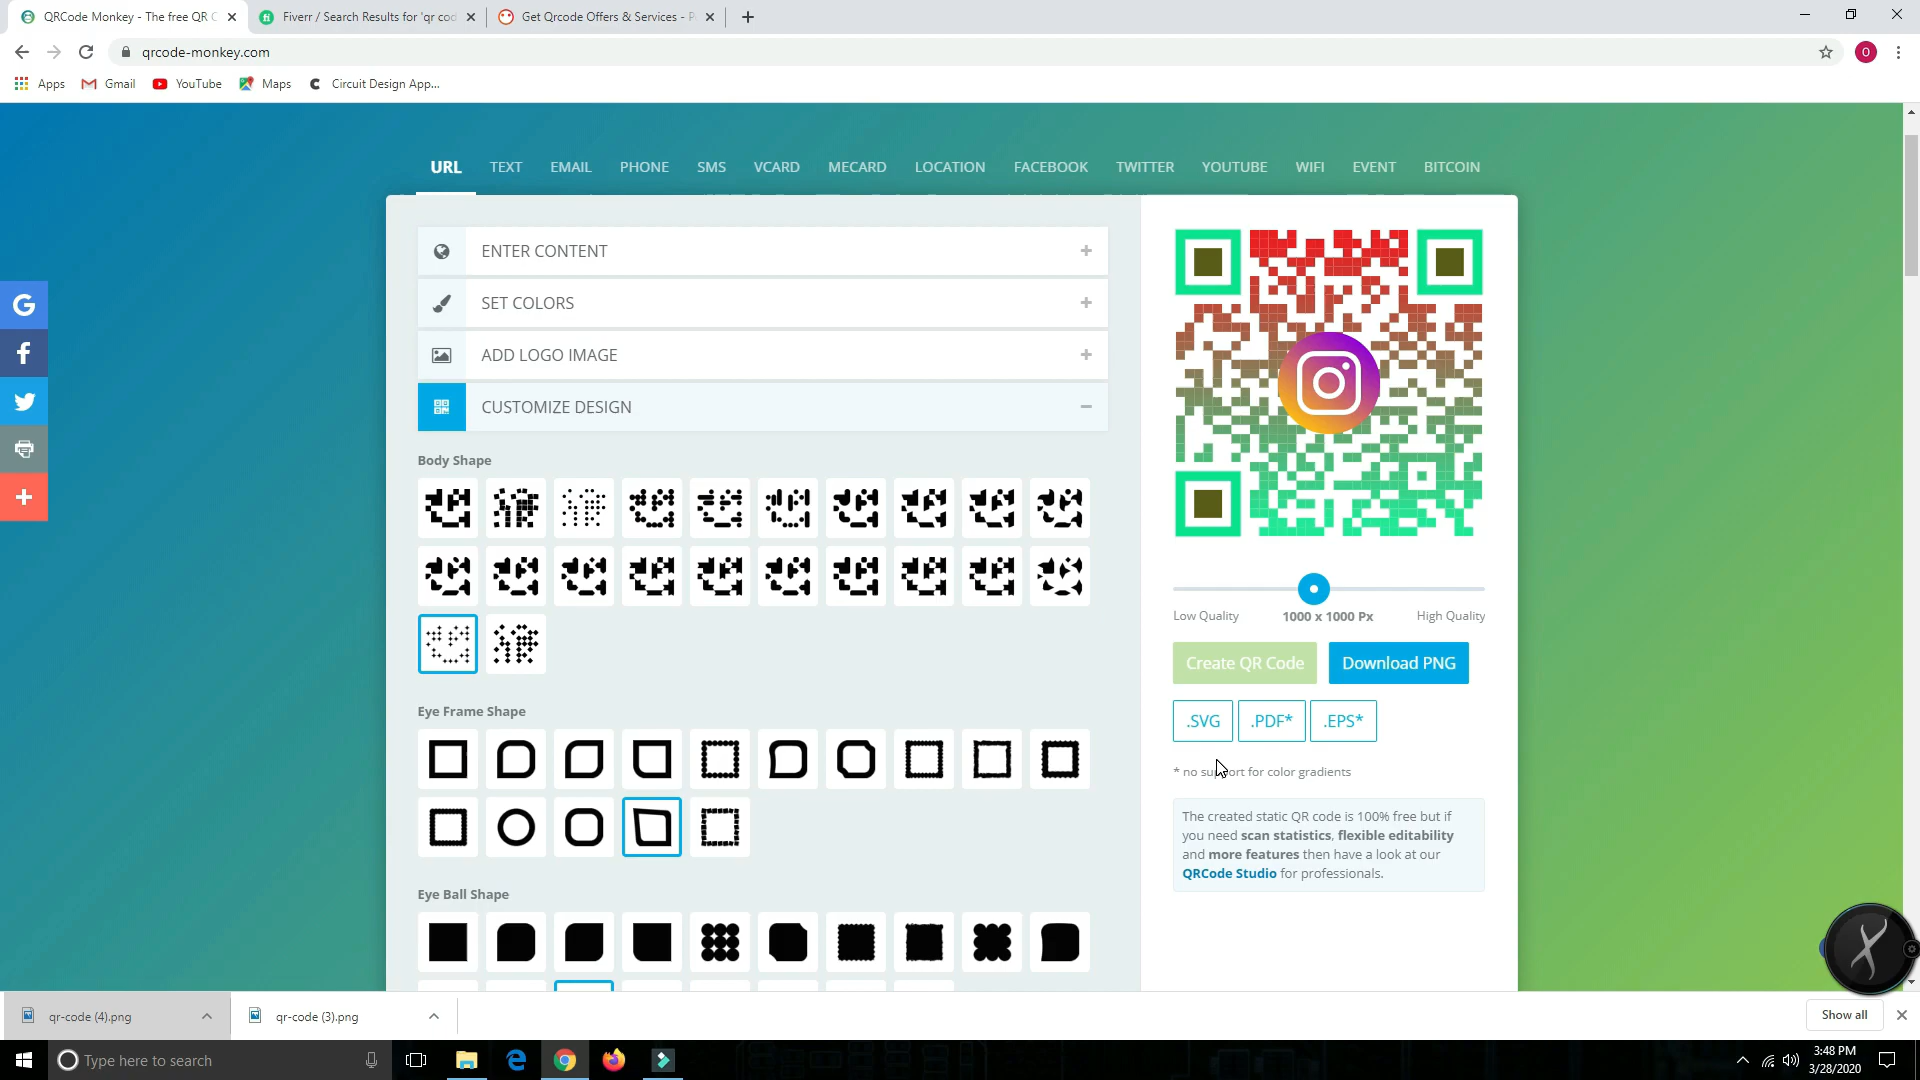 QRCode Monkey - The free QR C
Fiverr / Search Results for 'qr cod
Get Qrcode Offers & Services - P
qrcode-monkey.com
O
Apps
Gmail
YouTube
Maps
Circuit Design App...
URL
TEXT
EMAIL
PHONE
SMS
VCARD
MECARD
LOCATION
FACEBOOK
TWITTER
YOUTUBE
WIFI
EVENT
BITCOIN
ENTER CONTENT
SET COLORS
ADD LOGO IMAGE
CUSTOMIZE DESIGN
Body Shape
Eye Frame Shape
Eye Ball Shape
Low Quality
1000 x 1000 Px
High Quality
Create QR Code
Download PNG
.SVG
.PDF*
.EPS*
* no support for color gradients
The created static QR code is 100% free but if
you need scan statistics, flexible editability
and more features then have a look at our
QRCode Studio for professionals.
qr-code (4).png
qr-code (3).png
Show all
Type here to search
3:48 PM
3/28/2020